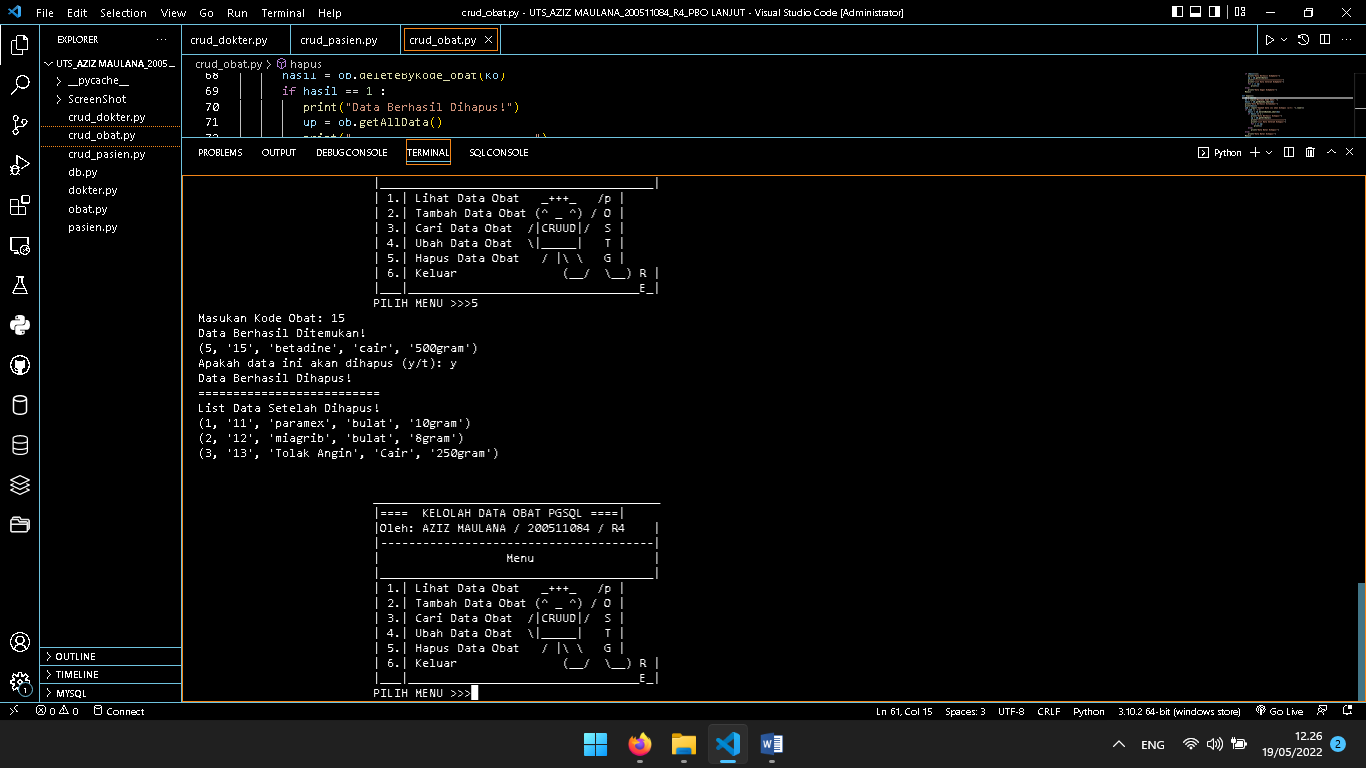 File Edit Selection View Go Run Terminal Help crud_obat.py - UTS_AZIZ MAULANA_200511084_R4_PBO LANJUT - Visual Studio Code [Administrator]
EXPLORER ...
UTS_AZIZ MAULANA_2005 ...
__pycache__
ScreenShot
crud_dokter.py
crud_obat.py
crud_pasien.py
db.py
dokter.py
obat.py
pasien.py
OUTLINE
TIMELINE
MYSQL
crud_dokter.py crud_pasien.py crud_obat.py
crud_obat.py > hapus
68 hasil = ob.deleteByKode_obat(ko)
69 if hasil == 1 :
70 print("Data Berhasil Dihapus!")
71 up = ob.getAllData()
PROBLEMS OUTPUT DEBUG CONSOLE TERMINAL SQL CONSOLE
Python
|_______________________________________|
| 1.| Lihat Data Obat   _+++_   /p |
| 2.| Tambah Data Obat (^ _ ^) / O |
| 3.| Cari Data Obat  /|CRUUD|/  S |
| 4.| Ubah Data Obat  \|_____|   T |
| 5.| Hapus Data Obat   / |\ \   G |
| 6.| Keluar               (__/  \__) R |
|___|_________________________________E_|
PILIH MENU >>>5
Masukan Kode Obat: 15
Data Berhasil Ditemukan!
(5, '15', 'betadine', 'cair', '500gram')
Apakah data ini akan dihapus (y/t): y
Data Berhasil Dihapus!
==========================
List Data Setelah Dihapus!
(1, '11', 'paramex', 'bulat', '10gram')
(2, '12', 'miagrib', 'bulat', '8gram')
(3, '13', 'Tolak Angin', 'Cair', '250gram')
_________________________________________
|==== KELOLAH DATA OBAT PGSQL ====|
|Oleh: AZIZ MAULANA / 200511084 / R4    |
|---------------------------------------|
|                  Menu                 |
|_______________________________________|
| 1.| Lihat Data Obat   _+++_   /p |
| 2.| Tambah Data Obat (^ _ ^) / O |
| 3.| Cari Data Obat  /|CRUUD|/  S |
| 4.| Ubah Data Obat  \|_____|   T |
| 5.| Hapus Data Obat   / |\ \   G |
| 6.| Keluar               (__/  \__) R |
|___|_________________________________E_|
PILIH MENU >>>
0 0 Connect Ln 61, Col 15 Spaces: 3 UTF-8 CRLF Python 3.10.2 64-bit (windows store) Go Live
1
ENG 12.26
19/05/2022 2